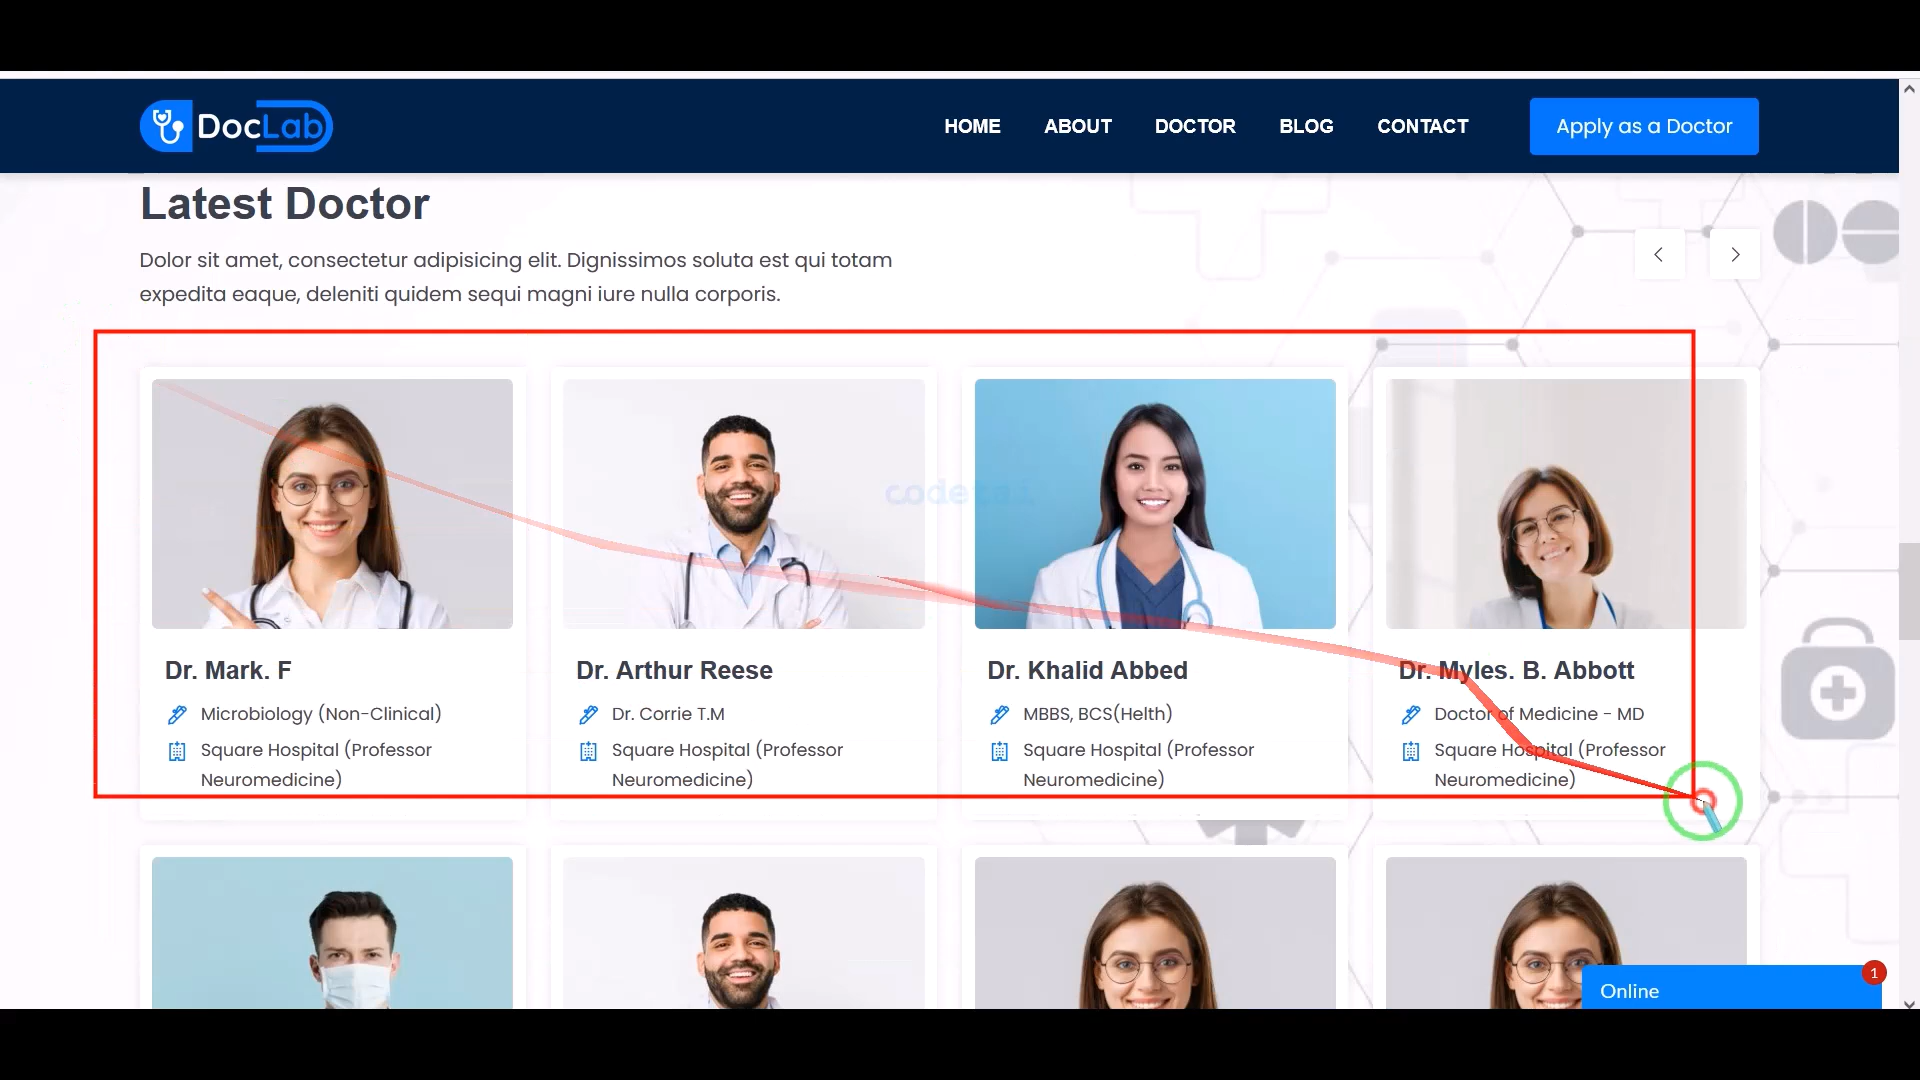 DocLab
HOME ABOUT DOCTOR BLOG CONTACT Apply as a Doctor
Latest Doctor
Dolor sit amet, consectetur adipisicing elit. Dignissimos soluta est qui totam
expedita eaque, deleniti quidem sequi magni iure nulla corporis.
Dr. Mark. F
Microbiology (Non-Clinical)
Square Hospital (Professor
Neuromedicine)
Dr. Arthur Reese
Dr. Corrie T.M
Square Hospital (Professor
Neuromedicine)
Dr. Khalid Abbed
MBBS, BCS(Helth)
Square Hospital (Professor
Neuromedicine)
Dr. Myles. B. Abbott
Doctor of Medicine - MD
Square Hospital (Professor
Neuromedicine)
Online
1